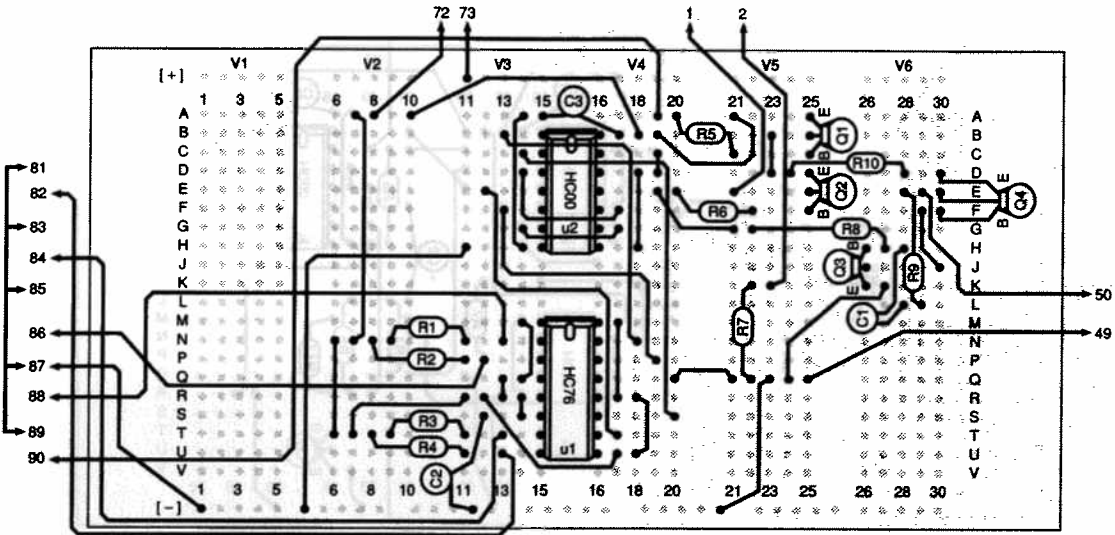 72 73 1 2
V1 V2 V3 V4 V5 V6
[+]
1 3 5 6 8 10 11 13 15 C3 16 18 20 21 23 25 26 28 30
A A
B B
C C
D D
E E
F F
G G
H H
J J
K K
L L
M M
N N
P P
Q Q
R R
S S
T T
U U
V V
E
R5 Q1
B
R10
HC00
E
Q2
B
E
Q4
B
R6
u2
R8
B
Q3
E
R9
C1
R1
R2
R7
HC76
R3
R4
u1
C2
81
82
83
84
85
86
87
88
89
90
50
49
1 3 5 6 8 10 11 13 15 16 18 20 21 23 25 26 28 30
[-]